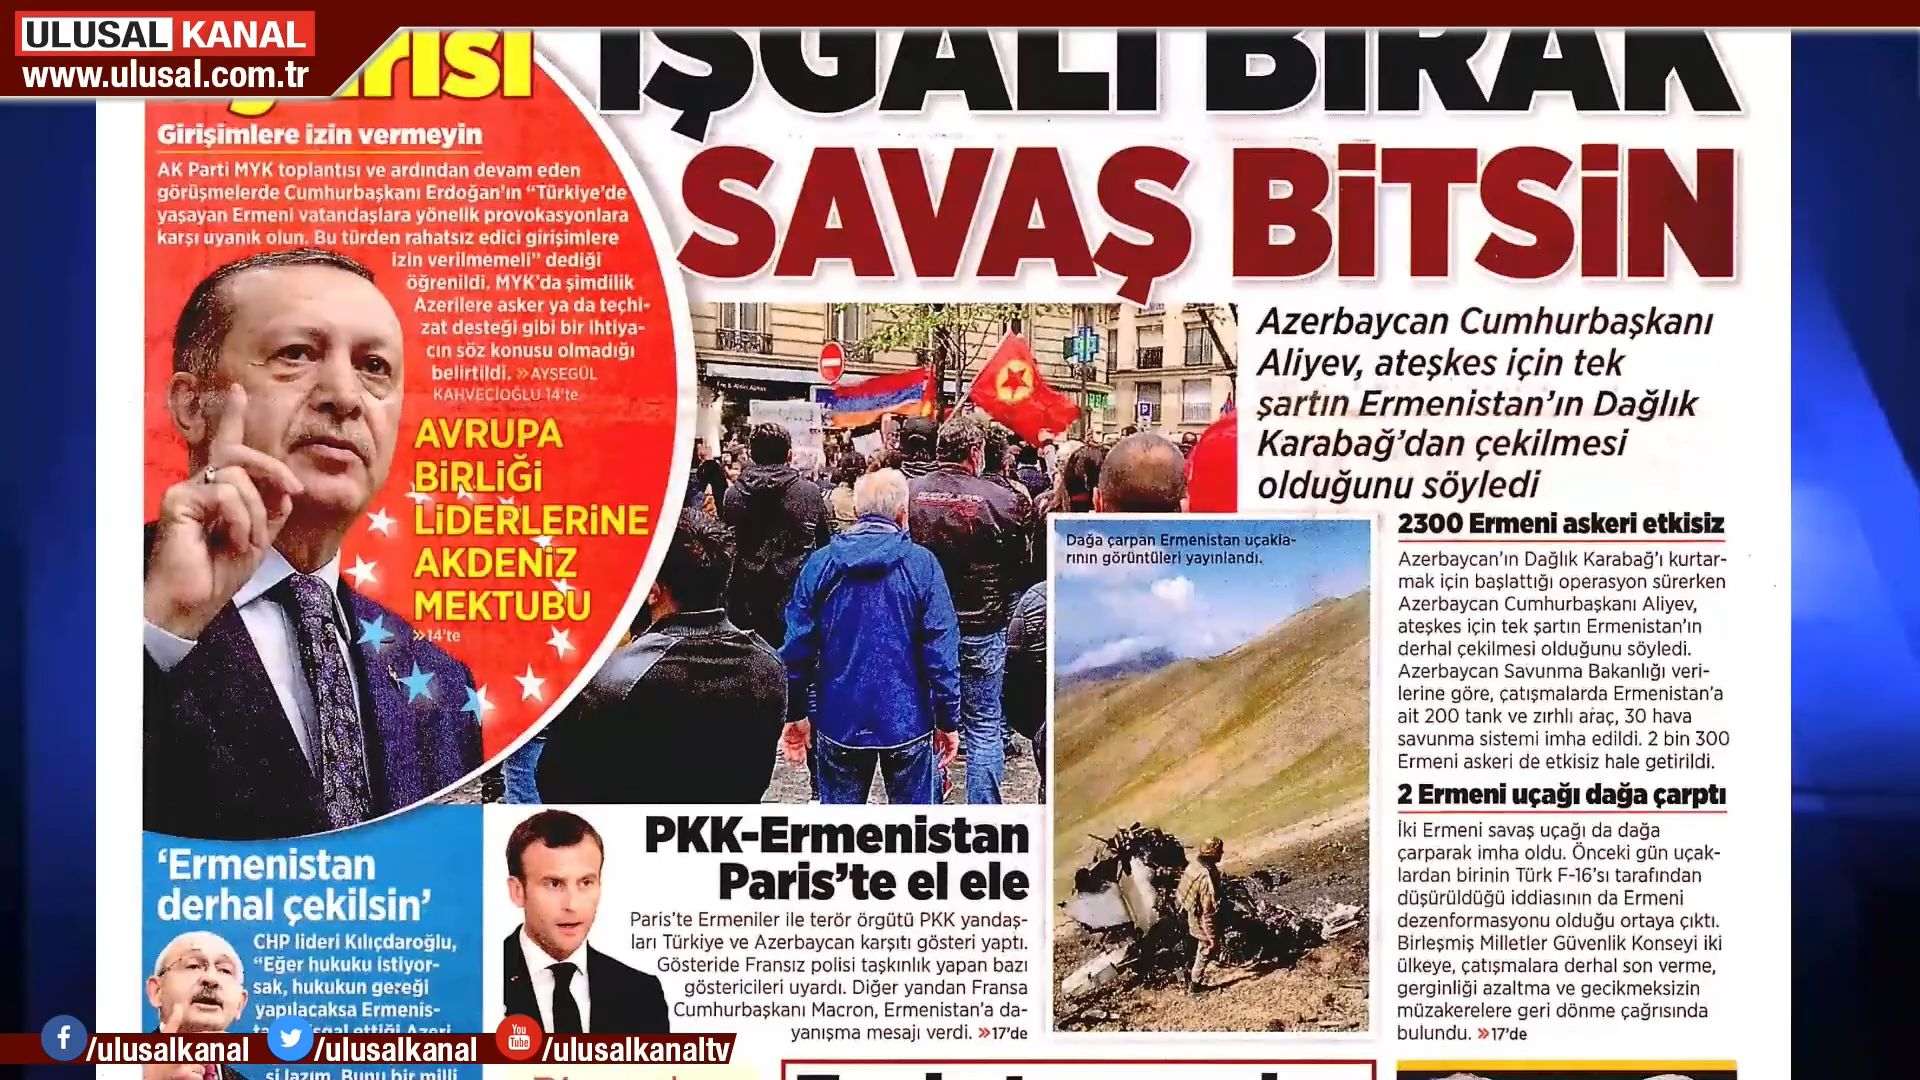 ULUSAL KANAL
www.ulusal.com.tr
İŞGALİ BIRAK
SAVAŞ BİTSİN
Girişimlere izin vermeyin
AK Parti MYK toplantısı ve ardından devam eden
görüşmelerde Cumhurbaşkanı Erdoğan'ın "Türkiye'de
yaşayan Ermeni vatandaşlara yönelik provokasyonlara
karşı uyanık olun. Bu türden rahatsız edici girişimlere
izin verilmemeli" dediği
öğrenildi. MYK'da şimdilik
Azerilere asker ya da teçhi-
zat desteği gibi bir ihtiya-
cın söz konusu olmadığı
belirtildi. »AYŞEGÜL
KAHVECİOĞLU 14'te
AVRUPA
BİRLİĞİ
LİDERLERİNE
AKDENİZ
MEKTUBU
»14'te
Azerbaycan Cumhurbaşkanı
Aliyev, ateşkes için tek
şartın Ermenistan'ın Dağlık
Karabağ'dan çekilmesi
olduğunu söyledi
Dağa çarpan Ermenistan uçakla-
rının görüntüleri yayınlandı.
2300 Ermeni askeri etkisiz
Azerbaycan'ın Dağlık Karabağ'ı kurtar-
mak için başlattığı operasyon sürerken
Azerbaycan Cumhurbaşkanı Aliyev,
ateşkes için tek şartın Ermenistan'ın
derhal çekilmesi olduğunu söyledi.
Azerbaycan Savunma Bakanlığı veri-
lerine göre, çatışmalarda Ermenistan'a
ait 200 tank ve zırhlı araç, 30 hava
savunma sistemi imha edildi. 2 bin 300
Ermeni askeri de etkisiz hale getirildi.
2 Ermeni uçağı dağa çarptı
İki Ermeni savaş uçağı da dağa
çarparak imha oldu. Önceki gün uçak-
lardan birinin Türk F-16'sı tarafından
düşürüldüğü iddiasının da Ermeni
dezenformasyonu olduğu ortaya çıktı.
Birleşmiş Milletler Güvenlik Konseyi iki
ülkeye, çatışmalara derhal son verme,
gerginliği azaltma ve gecikmeksizin
müzakerelere geri dönme çağrısında
bulundu. »17'de
PKK-Ermenistan
Paris'te el ele
Paris'te Ermeniler ile terör örgütü PKK yandaş-
ları Türkiye ve Azerbaycan karşıtı gösteri yaptı.
Gösteride Fransız polisi taşkınlık yapan bazı
göstericileri uyardı. Diğer yandan Fransa
Cumhurbaşkanı Macron, Ermenistan'a da-
yanışma mesajı verdi. »17'de
'Ermenistan
derhal çekilsin'
CHP lideri Kılıçdaroğlu,
"Eğer hukuku istiyor-
sak, hukukun gereği
yapılacaksa Ermenis-
işgal ettiği Azeri
si lazım. Bunu bir milli
/ulusalkanal
/ulusalkanal
You Tube
/ulusalkanaltv